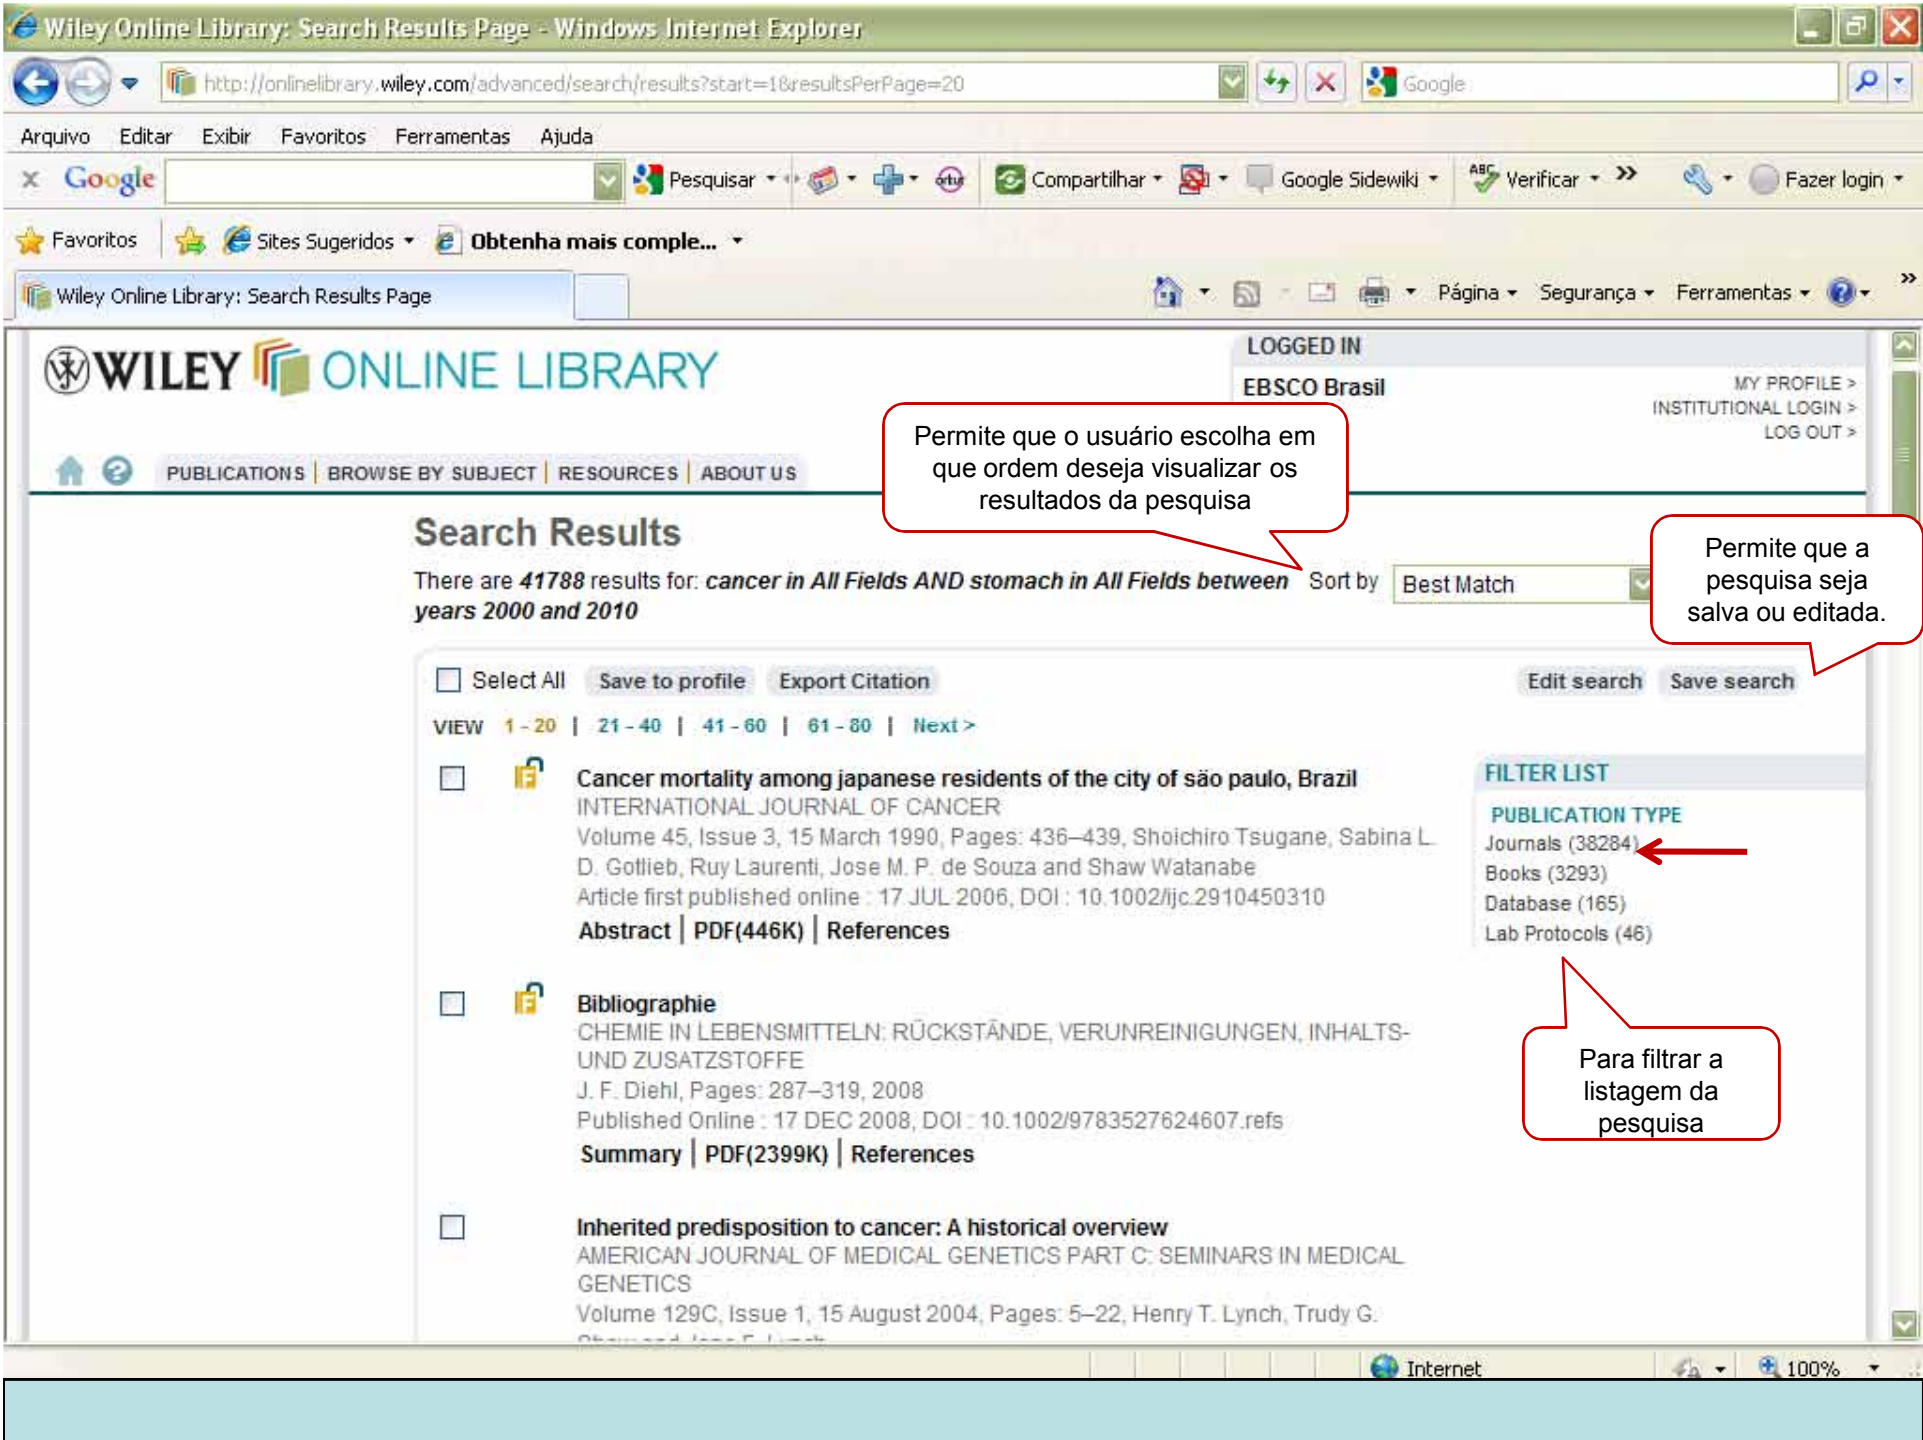 Wiley Online Library: Search Results Page - Windows Internet Explorer
http://onlinelibrary.wiley.com/advanced/search/results?start=1&resultsPerPage=20
Google
Arquivo Editar Exibir Favoritos Ferramentas Ajuda
x Google Pesquisar Compartilhar Google Sidewiki Verificar » Fazer login
Favoritos Sites Sugeridos Obtenha mais comple...
Wiley Online Library: Search Results Page
Página Segurança Ferramentas »
WILEY ONLINE LIBRARY
LOGGED IN
EBSCO Brasil
MY PROFILE >
INSTITUTIONAL LOGIN >
LOG OUT >
Permite que o usuário escolha em
que ordem deseja visualizar os
resultados da pesquisa
PUBLICATIONS | BROWSE BY SUBJECT | RESOURCES | ABOUT US
Search Results
There are 41788 results for: cancer in All Fields AND stomach in All Fields between
years 2000 and 2010
Sort by Best Match
Permite que a
pesquisa seja
salva ou editada.
Select All Save to profile Export Citation
Edit search Save search
VIEW 1 - 20 | 21 - 40 | 41 - 60 | 61 - 80 | Next >
Cancer mortality among japanese residents of the city of são paulo, Brazil
INTERNATIONAL JOURNAL OF CANCER
Volume 45, Issue 3, 15 March 1990, Pages: 436–439, Shoichiro Tsugane, Sabina L.
D. Gotlieb, Ruy Laurenti, Jose M. P. de Souza and Shaw Watanabe
Article first published online : 17 JUL 2006, DOI : 10.1002/ijc.2910450310
Abstract | PDF(446K) | References
FILTER LIST
PUBLICATION TYPE
Journals (38284)
Books (3293)
Database (165)
Lab Protocols (46)
Para filtrar a
listagem da
pesquisa
Bibliographie
CHEMIE IN LEBENSMITTELN: RÜCKSTÄNDE, VERUNREINIGUNGEN, INHALTS-
UND ZUSATZSTOFFE
J. F. Diehl, Pages: 287–319, 2008
Published Online : 17 DEC 2008, DOI : 10.1002/9783527624607.refs
Summary | PDF(2399K) | References
Inherited predisposition to cancer: A historical overview
AMERICAN JOURNAL OF MEDICAL GENETICS PART C: SEMINARS IN MEDICAL
GENETICS
Volume 129C, Issue 1, 15 August 2004, Pages: 5–22, Henry T. Lynch, Trudy G.
Internet 100%